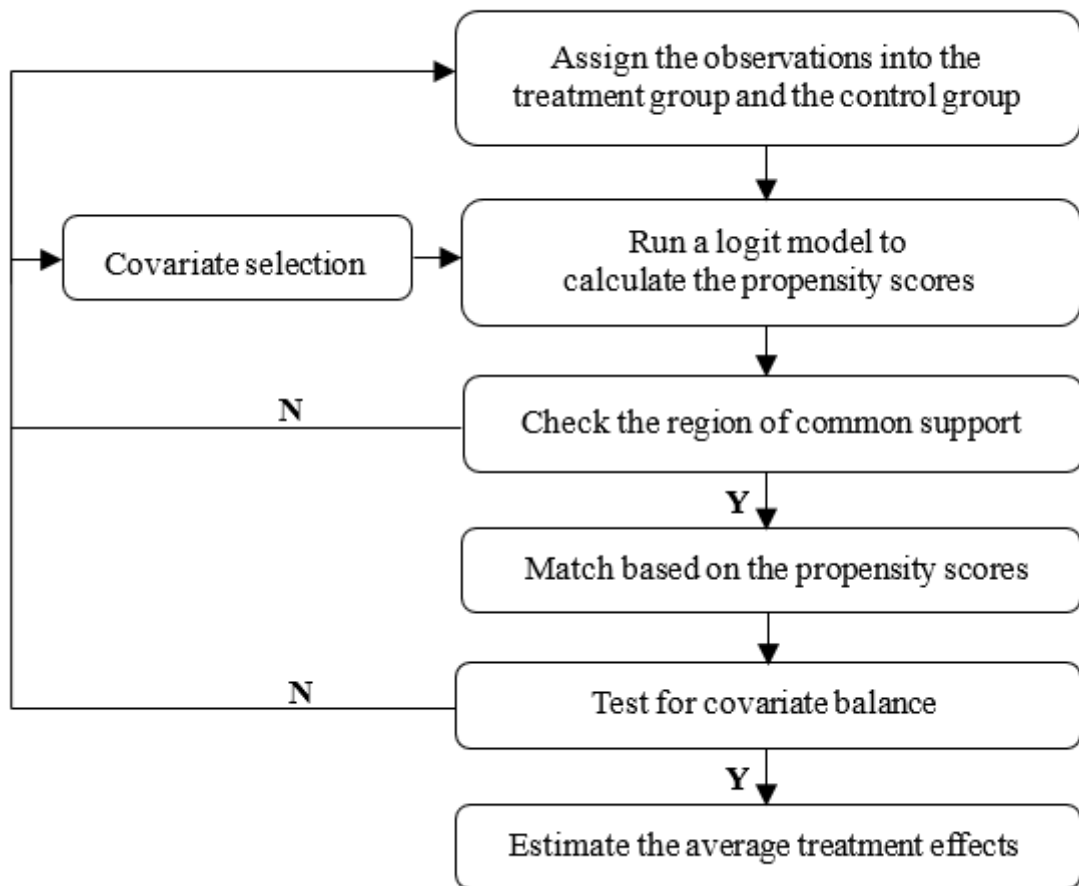 Assign the observations into the
treatment group and the control group
Covariate selection
Run a logit model to
calculate the propensity scores
N
Check the region of common support
Y
Match based on the propensity scores
N
Test for covariate balance
Y
Estimate the average treatment effects